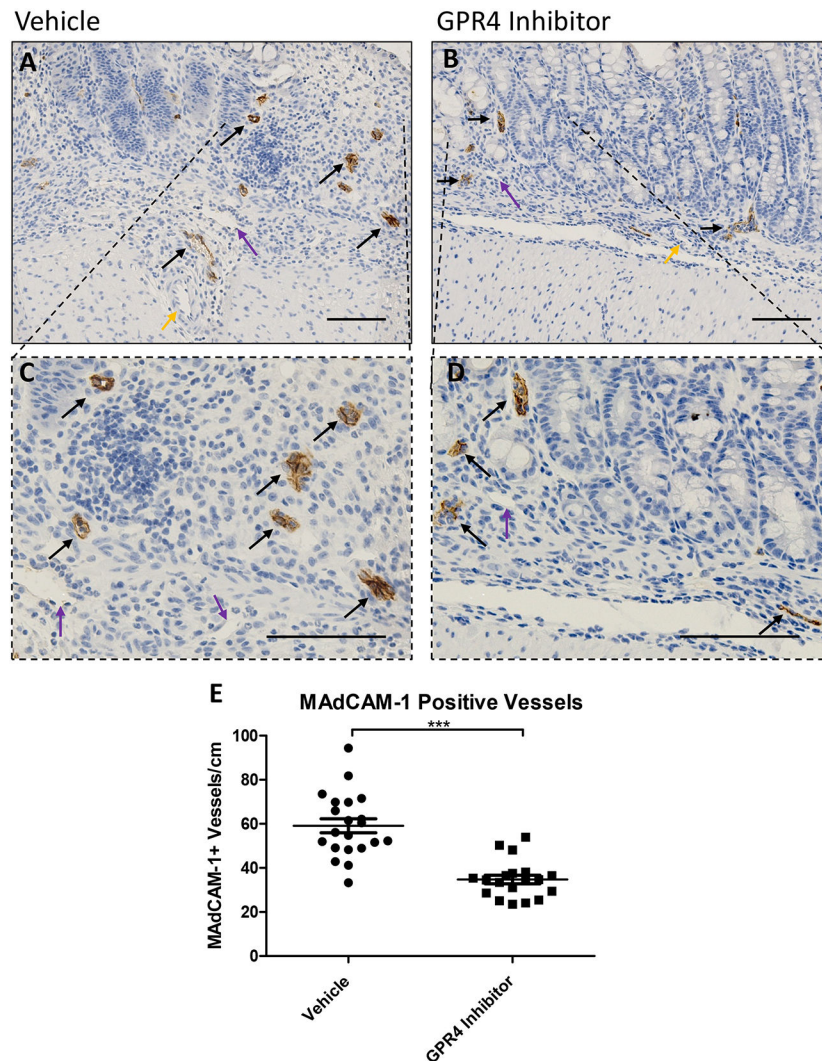 Vehicle
GPR4 Inhibitor
A
B
C
D
E
MAdCAM-1 Positive Vessels
***
MAdCAM-1+ Vessels/cm
100
80
60
40
20
0
Vehicle
GPR4 Inhibitor